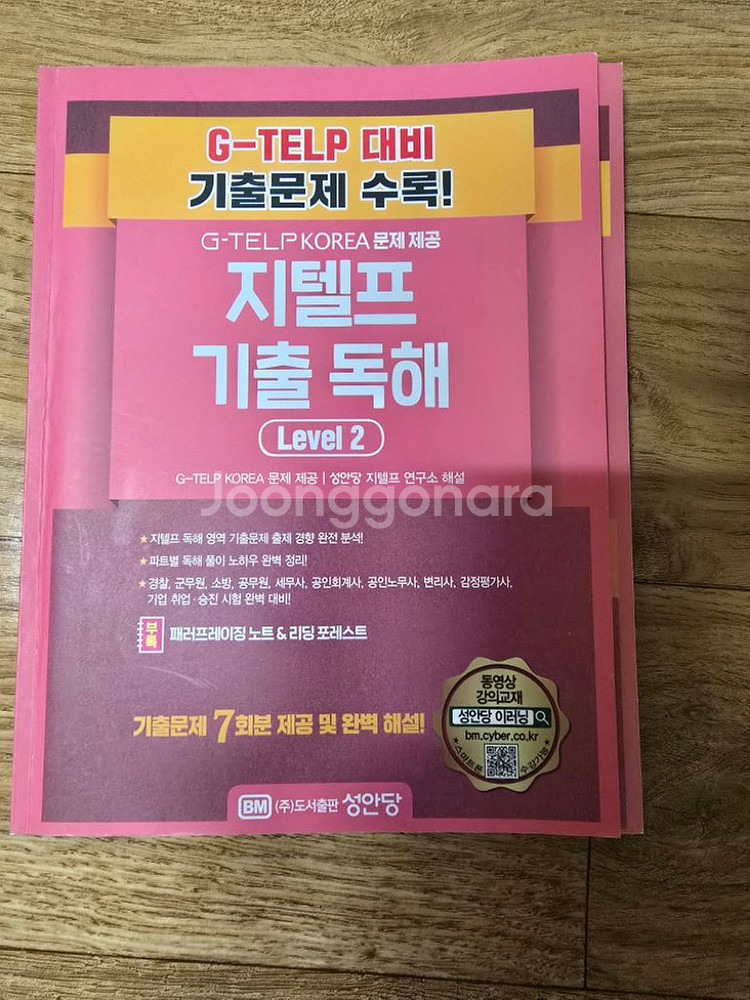 G-TELP 대비
기출문제 수록!
G-TELP KOREA 문제 제공
지텔프
기출 독해
Level 2
G-TELP KOREA 문제 제공 | 성안당 지텔프 연구소 해설
Joonggonara
★지텔프 독해 영역 기출문제 출제 경향 완전 분석!
★파트별 독해 풀이 노하우 완벽 정리!
★경찰, 군무원, 소방, 공무원, 세무사, 공인회계사, 공인노무사, 변리사, 감정평가사,
기업 취업·승진 시험 완벽 대비!
부록 패러프레이징 노트 & 리딩 포레스트
기출문제 7회분 제공 및 완벽 해설!
동영상
강의교재
성안당 이러닝
bm.cyber.co.kr
★스마트폰 수강가능★
BM (주)도서출판 성안당